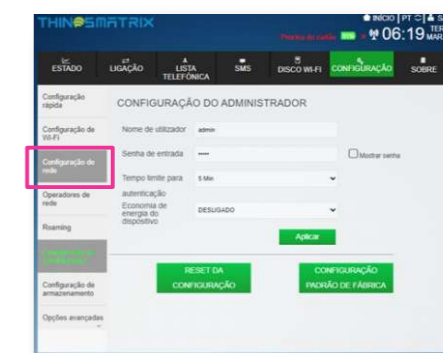 THINGSMATRIX
INÍCIO | PT
06:19
ESTADO
LIGAÇÃO
LISTA
TELEFÓNICA
SMS
DISCO WI-FI
CONFIGURAÇÃO
SOBRE
Configuração
rápida
Configuração de
Wi-Fi
Configuração de
rede
Operadores de
rede
Roaming
Configuração de
armazenamento
Opções avançadas
CONFIGURAÇÃO DO ADMINISTRADOR
Nome de utilizador admin
Senha de entrada ••••• Mostrar senha
Tempo limite para 5 Min
autenticação
Economia de
energia do DESLIGADO
dispositivo
Aplicar
RESET DA
CONFIGURAÇÃO
CONFIGURAÇÃO
PADRÃO DE FÁBRICA